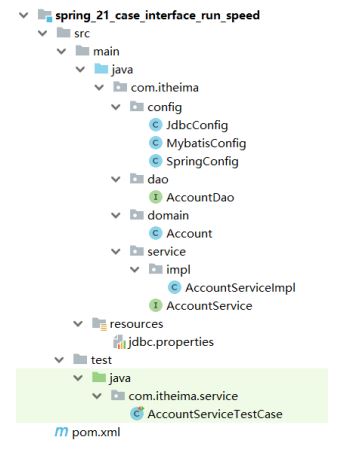 spring_21_case_interface_run_speed
src
main
java
com.itheima
config
JdbcConfig
MybatisConfig
SpringConfig
dao
AccountDao
domain
Account
service
impl
AccountServiceImpl
AccountService
resources
jdbc.properties
test
java
com.itheima.service
AccountServiceTestCase
pom.xml